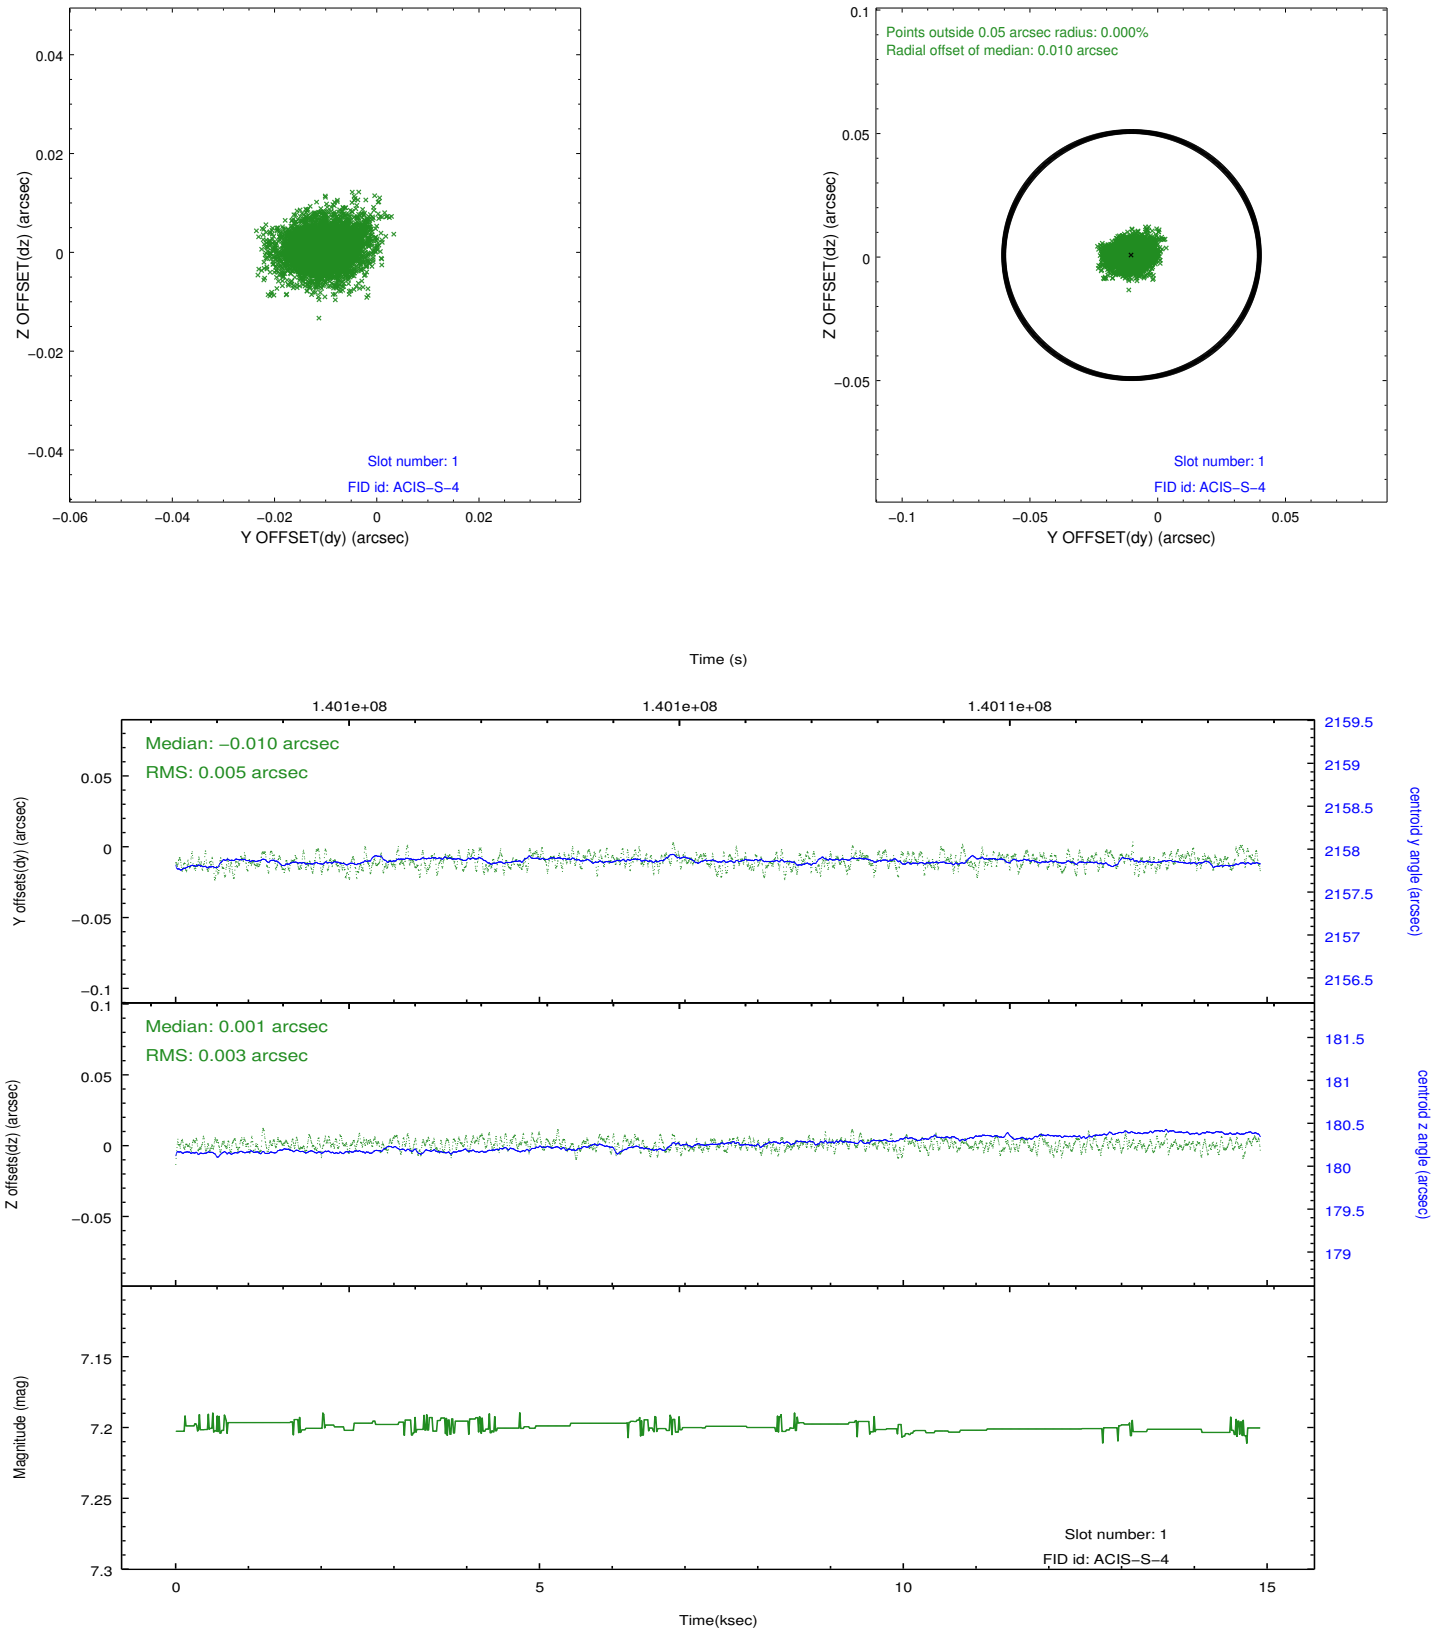 0.04
0.02
0
−0.02
−0.04
Z OFFSET(dz) (arcsec)
Slot number: 1
FID id: ACIS−S−4
−0.06
−0.04
−0.02
0
0.02
Y OFFSET(dy) (arcsec)
0.1
0.05
0
−0.05
Z OFFSET(dz) (arcsec)
Points outside 0.05 arcsec radius: 0.000%
Radial offset of median: 0.010 arcsec
Slot number: 1
FID id: ACIS−S−4
−0.1
−0.05
0
0.05
Y OFFSET(dy) (arcsec)
Time (s)
1.401e+08
1.401e+08
1.4011e+08
Median: −0.010 arcsec
RMS: 0.005 arcsec
0.05
0
−0.05
−0.1
Y offsets(dy) (arcsec)
2159.5
2159
2158.5
2158
2157.5
2157
2156.5
centroid y angle (arcsec)
Median: 0.001 arcsec
RMS: 0.003 arcsec
0.1
0.05
0
−0.05
Z offsets(dz) (arcsec)
181.5
181
180.5
180
179.5
179
centroid z angle (arcsec)
7.15
7.2
7.25
7.3
Magnitude (mag)
Slot number: 1
FID id: ACIS−S−4
0
5
10
15
Time(ksec)